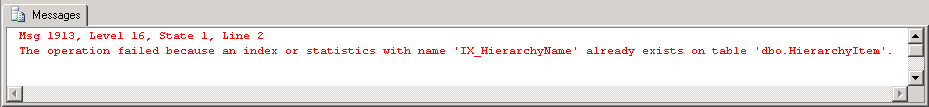 Messages
Msg 1913, Level 16, State 1, Line 2
The operation failed because an index or statistics with name 'IX_HierarchyName' already exists on table 'dbo.HierarchyItem'.